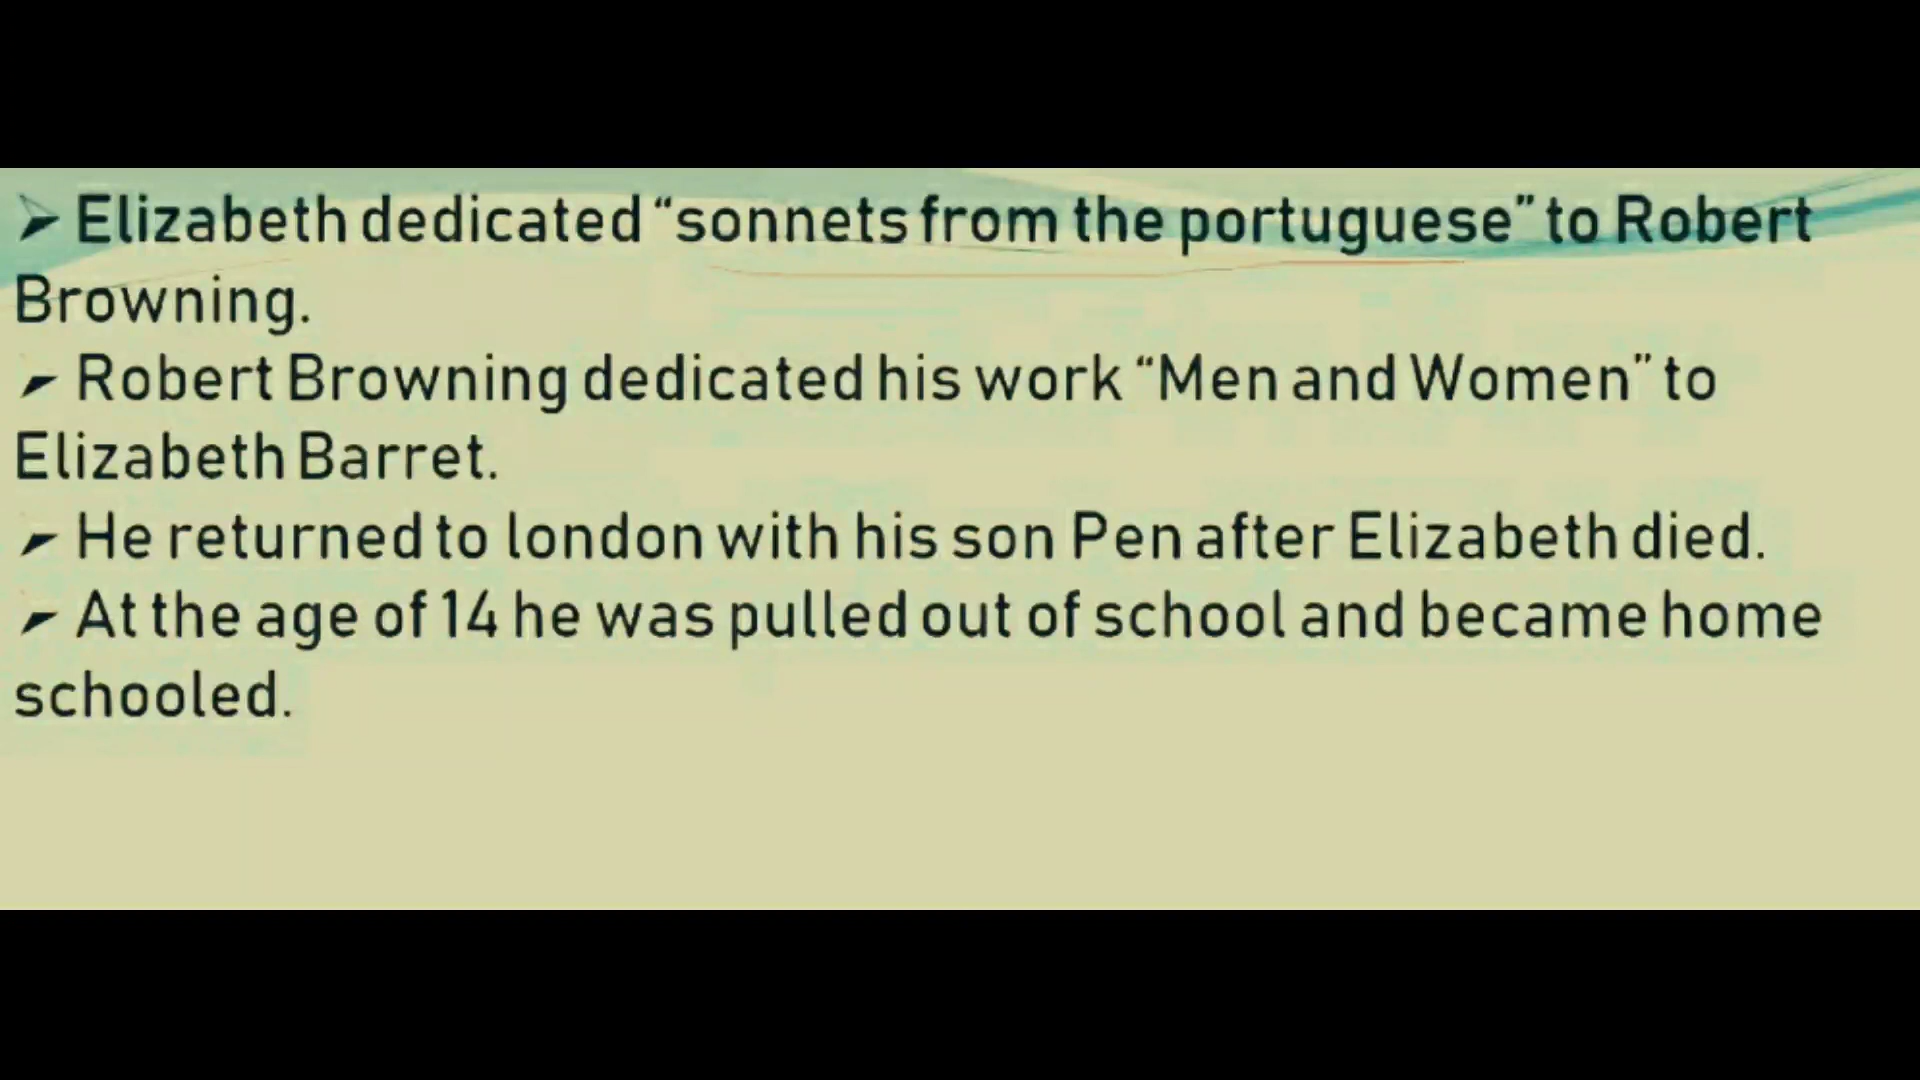 ➢ Elizabeth dedicated “sonnets from the portuguese” to Robert
Browning.
➢ Robert Browning dedicated his work “Men and Women” to
Elizabeth Barret.
➢ He returned to london with his son Pen after Elizabeth died.
➢ At the age of 14 he was pulled out of school and became home
schooled.